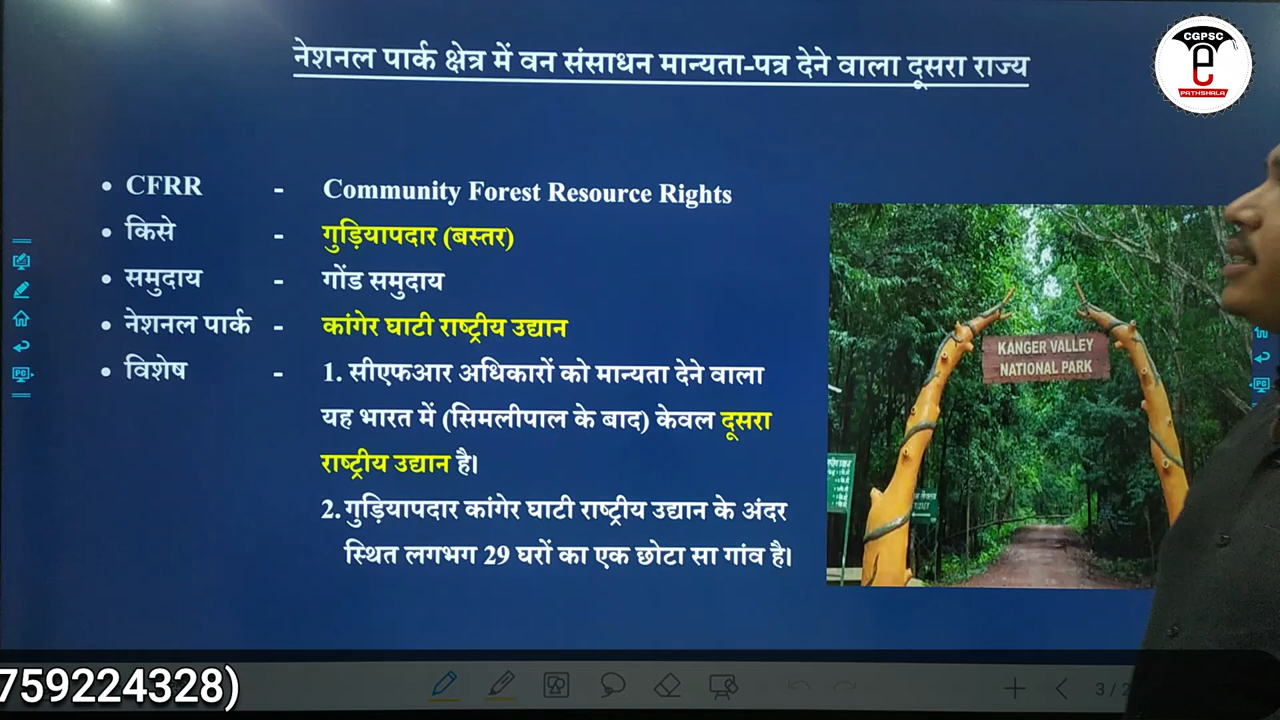 CGPSC
e
PATHSHALA
नेशनल पार्क क्षेत्र में वन संसाधन मान्यता-पत्र देने वाला दूसरा राज्य
• CFRR - Community Forest Resource Rights
• किसे - गुड़ियापदार (बस्तर)
• समुदाय - गोंड समुदाय
• नेशनल पार्क - कांगेर घाटी राष्ट्रीय उद्यान
• विशेष - 1. सीएफआर अधिकारों को मान्यता देने वाला
यह भारत में (सिमलीपाल के बाद) केवल दूसरा
राष्ट्रीय उद्यान है।
2. गुड़ियापदार कांगेर घाटी राष्ट्रीय उद्यान के अंदर
स्थित लगभग 29 घरों का एक छोटा सा गांव है।
KANGER VALLEY
NATIONAL PARK
759224328)
3 / 2